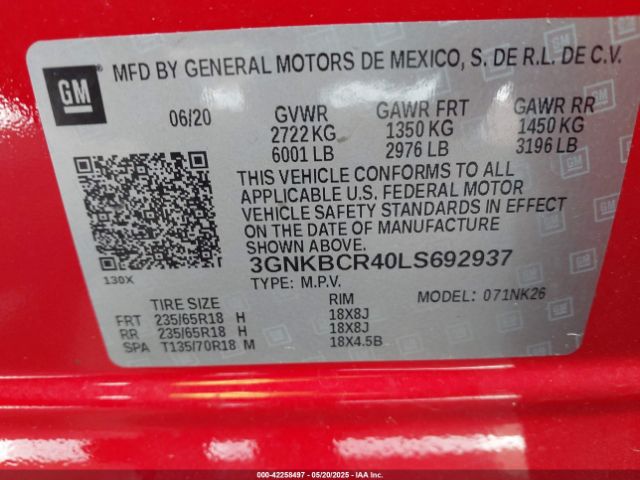 MFD BY GENERAL MOTORS DE MEXICO, S. DE R.L. DE C.V.
GM
06/20 GVWR GAWR FRT GAWR RR
2722 KG 1350 KG 1450 KG
6001 LB 2976 LB 3196 LB
THIS VEHICLE CONFORMS TO ALL
APPLICABLE U.S. FEDERAL MOTOR
VEHICLE SAFETY STANDARDS IN EFFECT
ON THE DATE OF MANUFACTURE
SHOWN ABOVE.
3GNKBCR40LS692937
130X
TYPE: M.P.V. MODEL: 071NK26
TIRE SIZE RIM
FRT 235/65R18 H 18X8J
RR 235/65R18 H 18X8J
SPA T135/70R18 M 18X4.5B
000-42258497 - 05/20/2025 - IAA Inc.